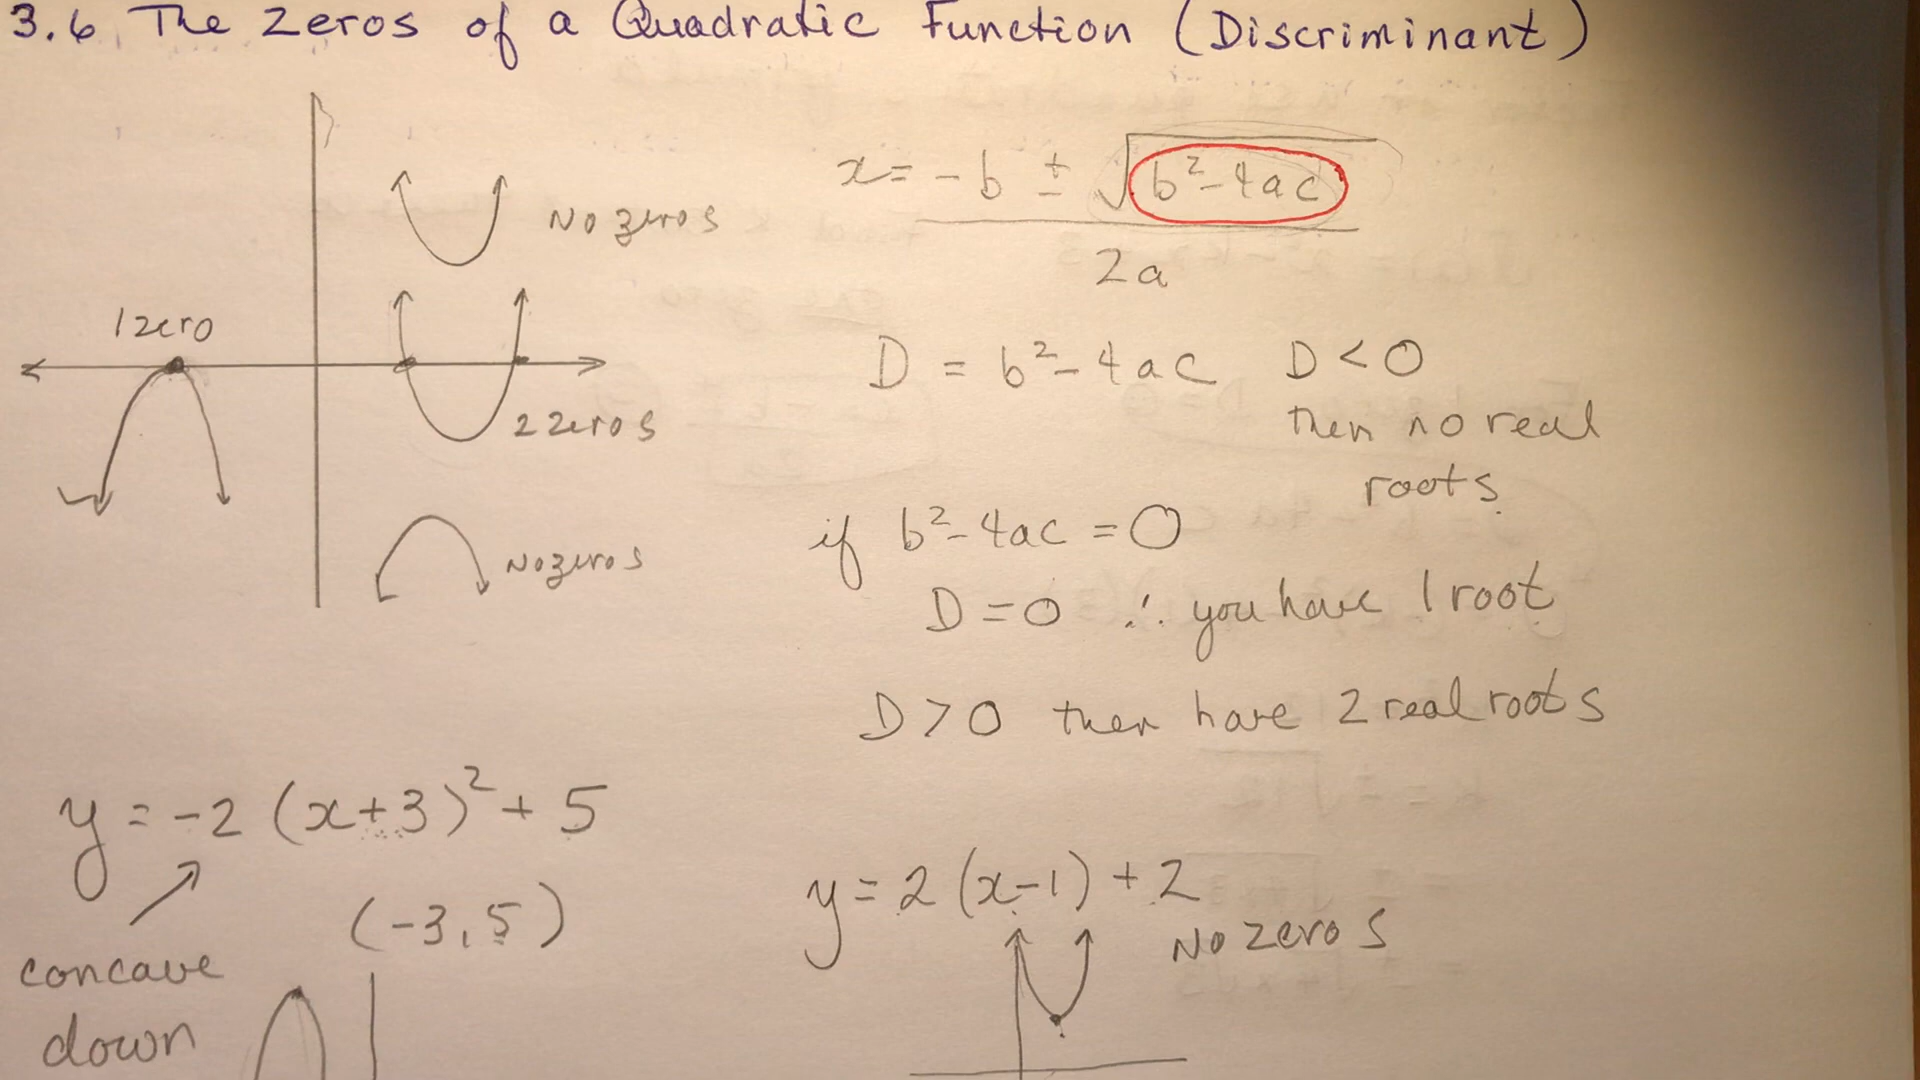 3.6 The Zeros of a Quadratic Function (Discriminant)
No zeros
1 zero
2 zeros
No zeros
x = -b ± √b²-4ac
2a
D = b²-4ac
D < 0
then no real
roots.
if b²-4ac = 0
D = 0 ∴ you have 1 root
D > 0 then have 2 real roots
y = -2(x+3)² + 5
(-3, 5)
concave
down
y = 2(x-1) + 2
No zeros